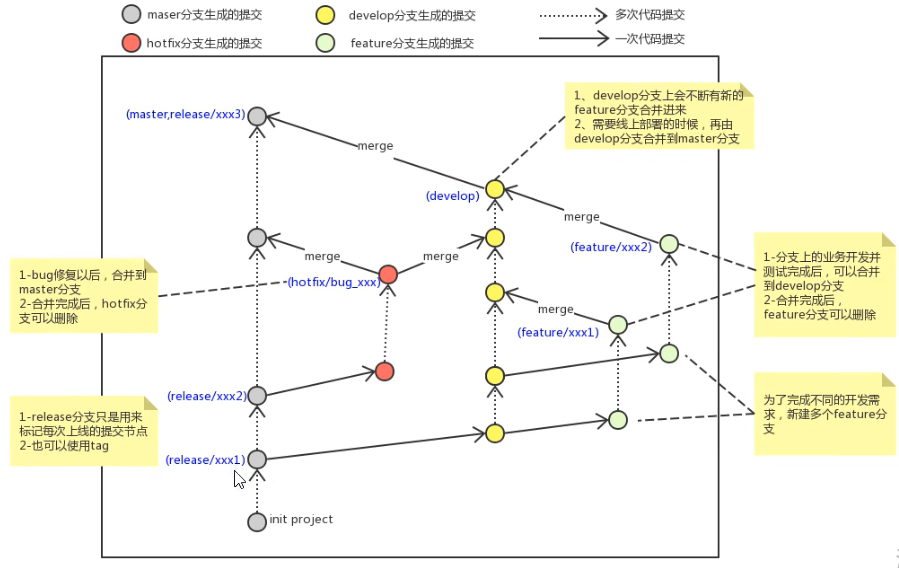 maser分支生成的提交
develop分支生成的提交
多次代码提交
hotfix分支生成的提交
feature分支生成的提交
一次代码提交
1、develop分支上会不断有新的
feature分支合并进来
2、需要线上部署的时候，再由
develop分支合并到master分支
(master,release/xxx3)
merge
(develop)
merge
(feature/xxx2)
merge
merge
1-分支上的业务开发并
测试完成后，可以合并
到develop分支
2-合并完成后，
feature分支可以删除
1-bug修复以后，合并到
master分支
2-合并完成后，hotfix分
支可以删除
(hotfix/bug_xxx)
merge
(feature/xxx1)
(release/xxx2)
为了完成不同的开发需
求，新建多个feature分
支
1-release分支只是用来
标记每次上线的提交节点
2-也可以使用tag
(release/xxx1)
init project